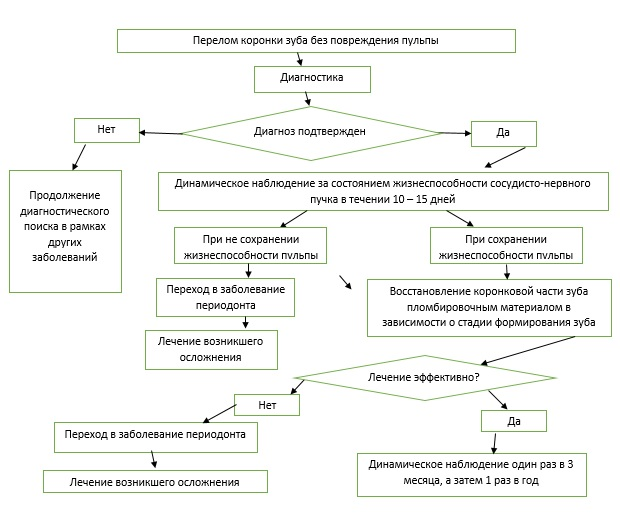 Перелом коронки зуба без повреждения пульпы
Диагностика
Диагноз подтвержден
Нет
Да
Продолжение
диагностического
поиска в рамках
других
заболеваний
Динамическое наблюдение за состоянием жизнеспособности сосудисто-нервного
пучка в течении 10 – 15 дней
При не сохранении
жизнеспособности пульпы
При сохранении
жизнеспособности пульпы
Переход в заболевание
периодонта
Восстановление коронковой части зуба
пломбировочным материалом в
зависимости о стадии формирования зуба
Лечение возникшего
осложнения
Лечение эффективно?
Нет
Да
Переход в заболевание периодонта
Лечение возникшего осложнения
Динамическое наблюдение один раз в 3
месяца, а затем 1 раз в год